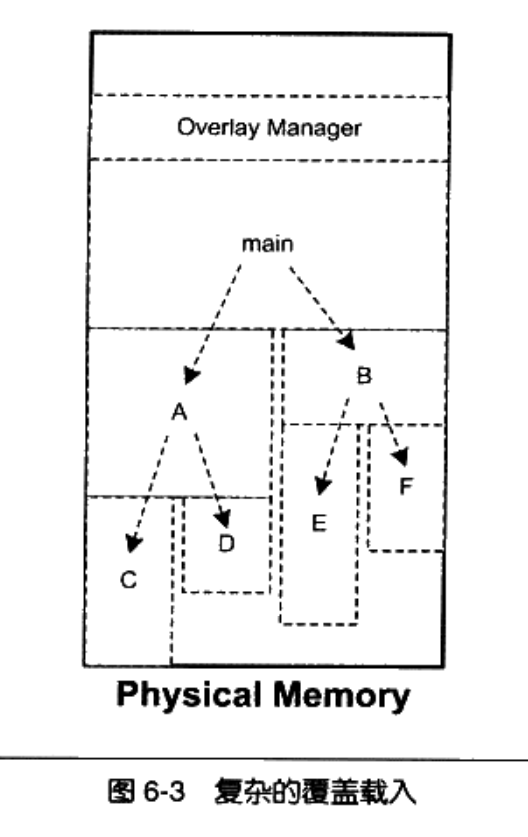 Overlay Manager
main
B
A
F
E
D
C
Physical Memory
图 6-3 复杂的覆盖载入